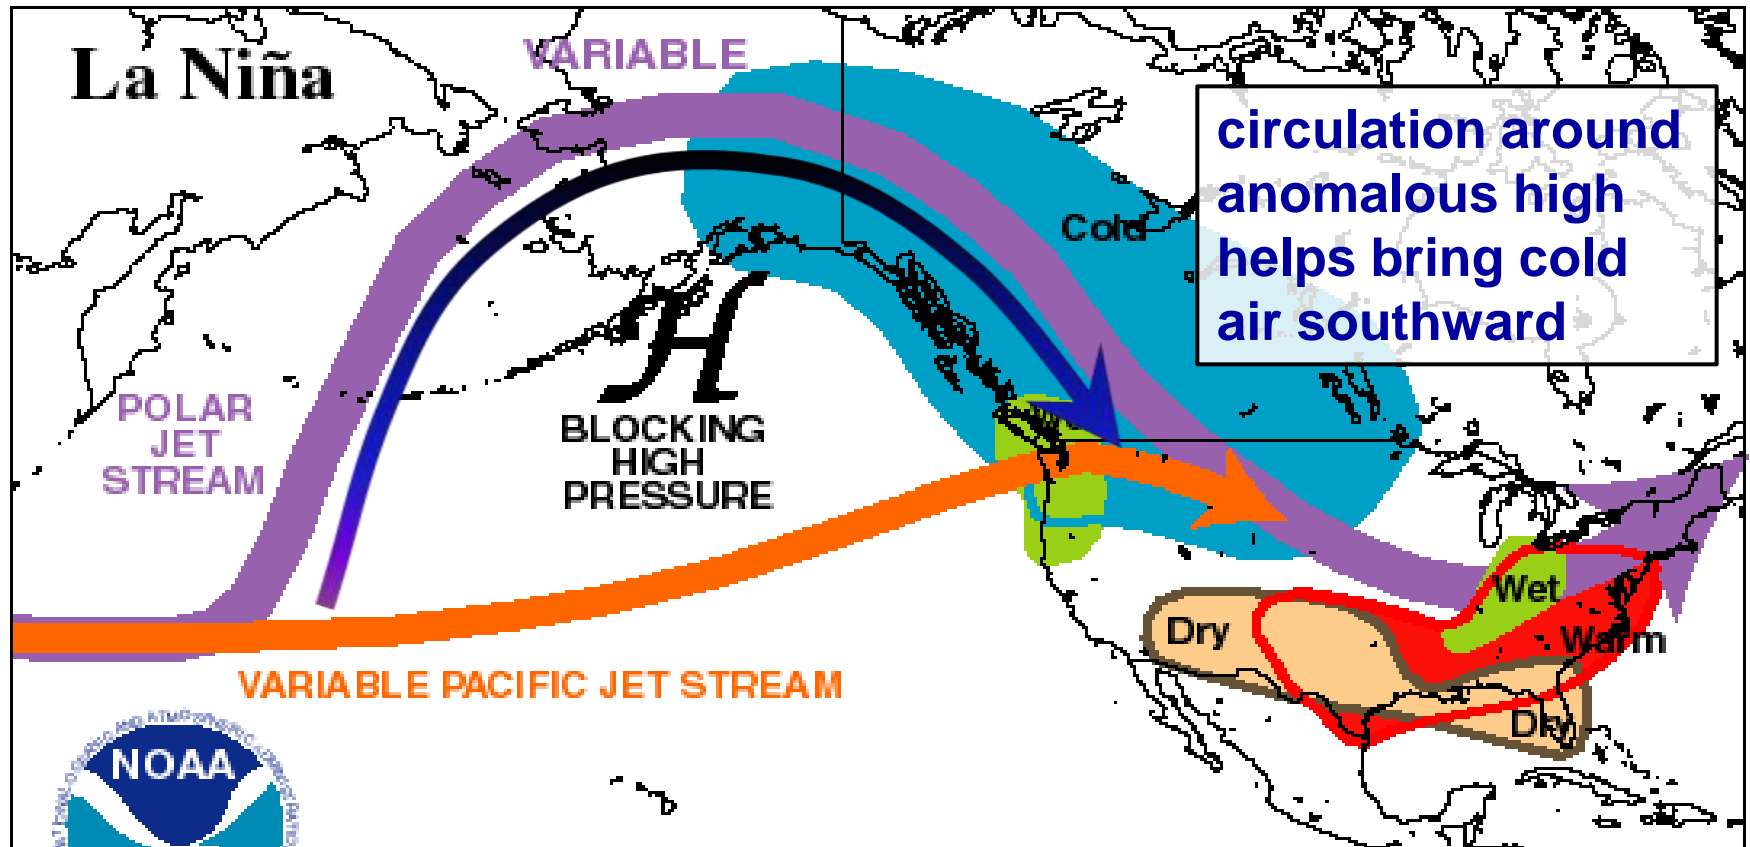 La Niña
VARIABLE
circulation around
anomalous high
helps bring cold
air southward
Cold
H
POLAR
JET
STREAM
BLOCKING
HIGH
PRESSURE
Wet
Dry
Warm
Dry
VARIABLE PACIFIC JET STREAM
NOAA